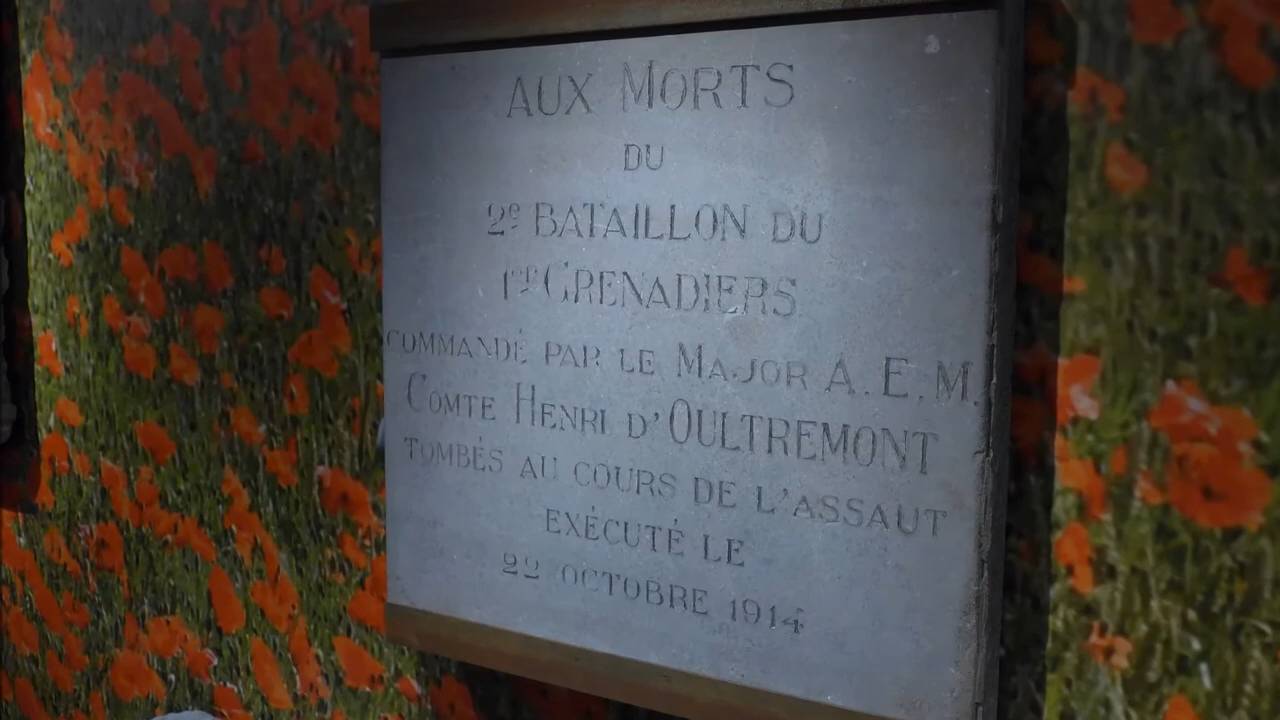 AUX MORTS
DU
2e BATAILLON DU
1er GRENADIERS
COMMANDÉ PAR LE MAJOR A.E.M.
COMTE HENRI D'OULTREMONT
TOMBÉS AU COURS DE L'ASSAUT
EXÉCUTÉ LE
22 OCTOBRE 1914